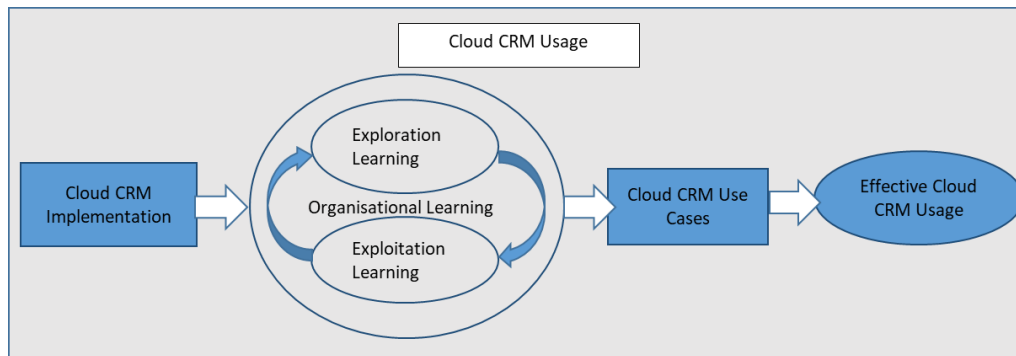 Cloud CRM Usage
Exploration
Learning
Cloud CRM
Implementation
Organisational Learning
Exploitation
Learning
Cloud CRM Use
Cases
Effective Cloud
CRM Usage